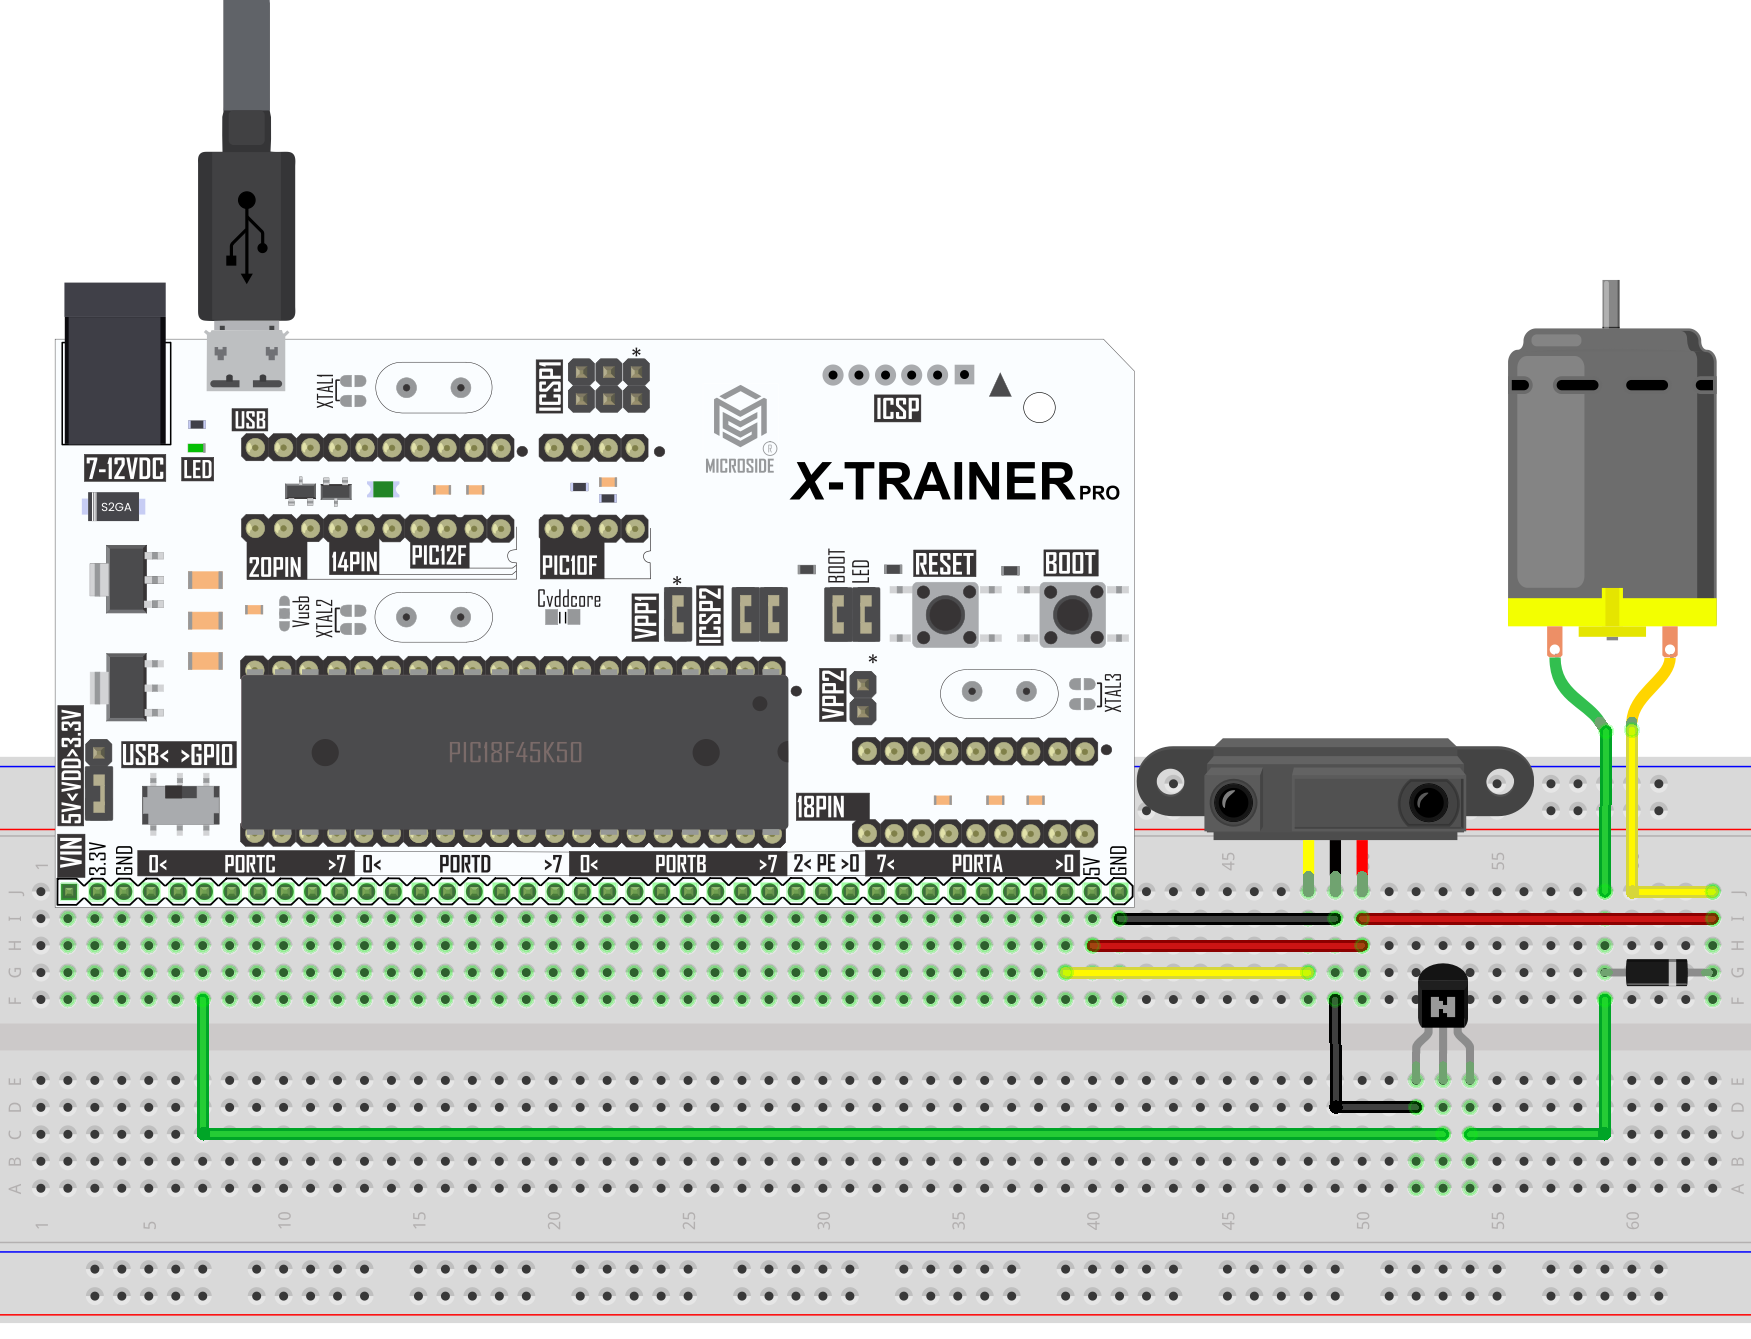 XTAL1
ICSP1
*
ICSP
USB
7-12VDC
LED
MICROSIDE
®
X-TRAINER PRO
S2GA
20PIN
14PIN
PIC12F
PIC10F
BOOT
LED
RESET
BOOT
Vusb
XTAL2
Cvddcore
VPP1
*
ICSP2
VPP2
*
XTAL3
5V<VDD>3.3V
USB< >GPIO
PIC18F45K50
18PIN
VIN
3.3V
GND
0< PORTC >7
0< PORTD >7
0< PORTB >7
2< PE >0
7< PORTA >0
5V
GND
1
45
55
J
I
H
G
F
J
I
H
G
F
N
E
D
C
B
A
E
D
C
B
A
1
5
10
15
20
25
30
35
40
45
50
55
60